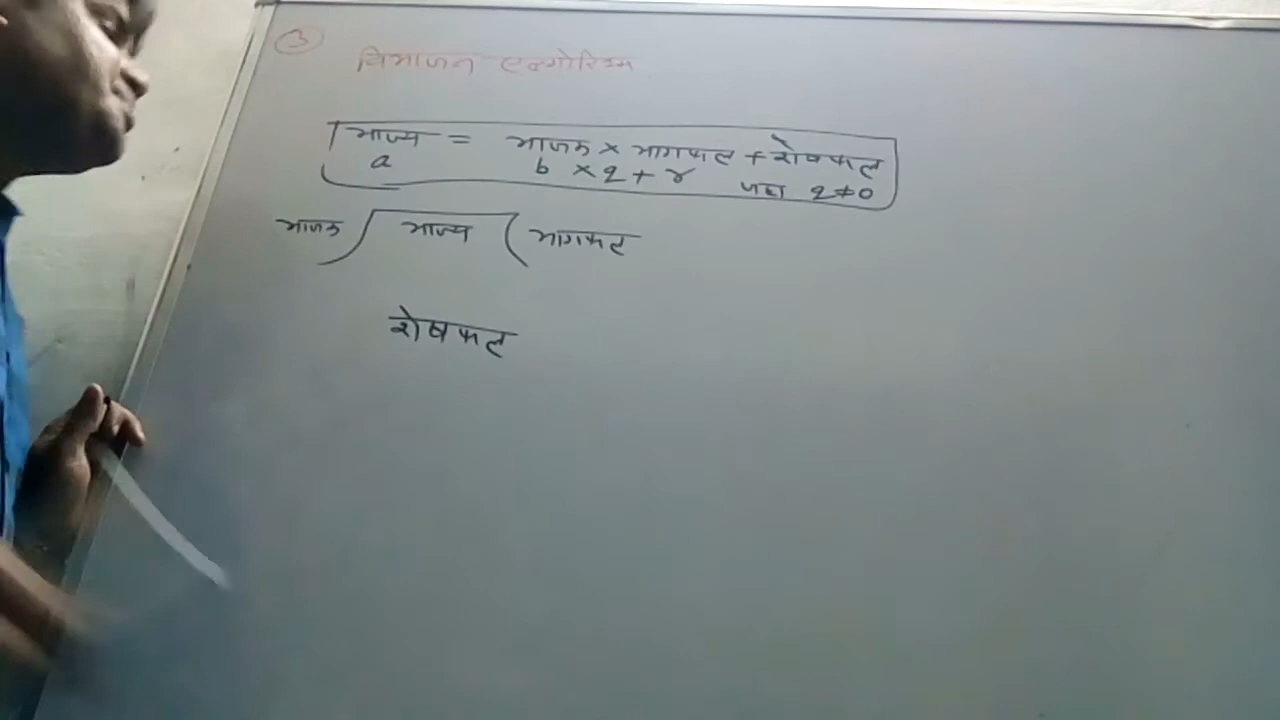 3
विभाजन एल्गोरिथ्म
भाज्य = भाजक × भागफल + शेषफल
a b × q + r जहा q ≠ 0
भाजक भाज्य भागफल
शेषफल